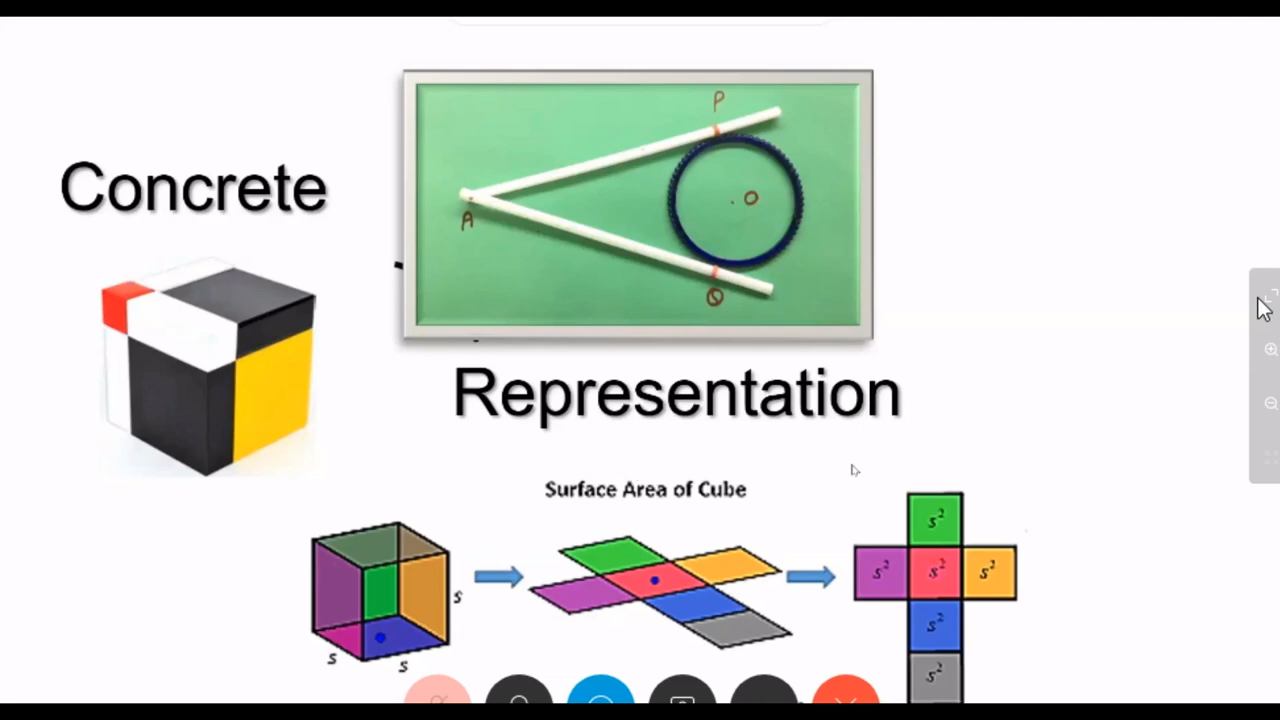 P
Concrete
A
O
Q
Representation
Surface Area of Cube
s²
s² s² s²
s
s²
s s
s²